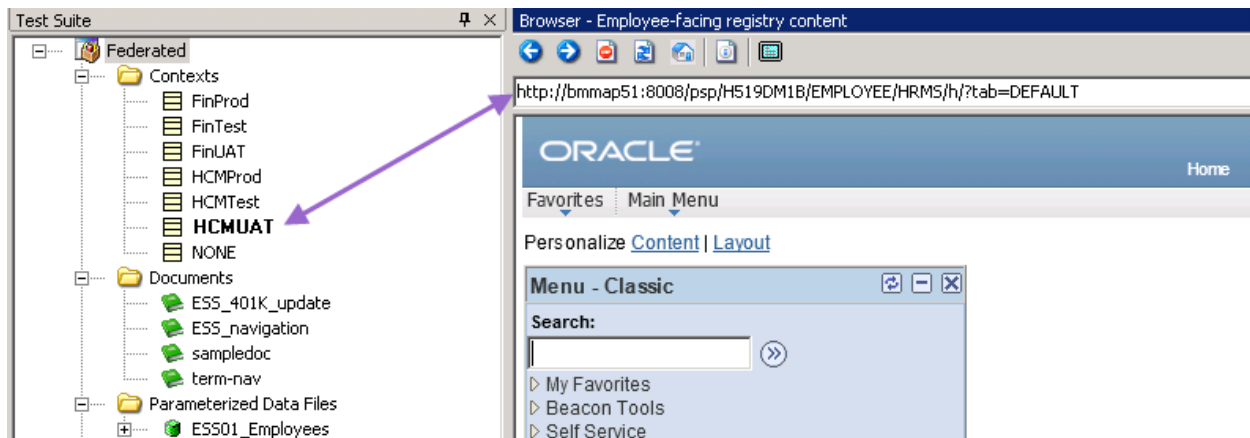 Test Suite
Federated
Contexts
FinProd
FinTest
FinUAT
HCMProd
HCMTest
HCMUAT
NONE
Documents
ESS_401K_update
ESS_navigation
sampledoc
term-nav
Parameterized Data Files
ESS01_Employees
Browser - Employee-facing registry content
http://bmmap51:8008/psp/H519DM1B/EMPLOYEE/HRMS/h/?tab=DEFAULT
ORACLE
Home
Favorites Main Menu
Personalize Content | Layout
Menu - Classic
Search:
My Favorites
Beacon Tools
Self Service